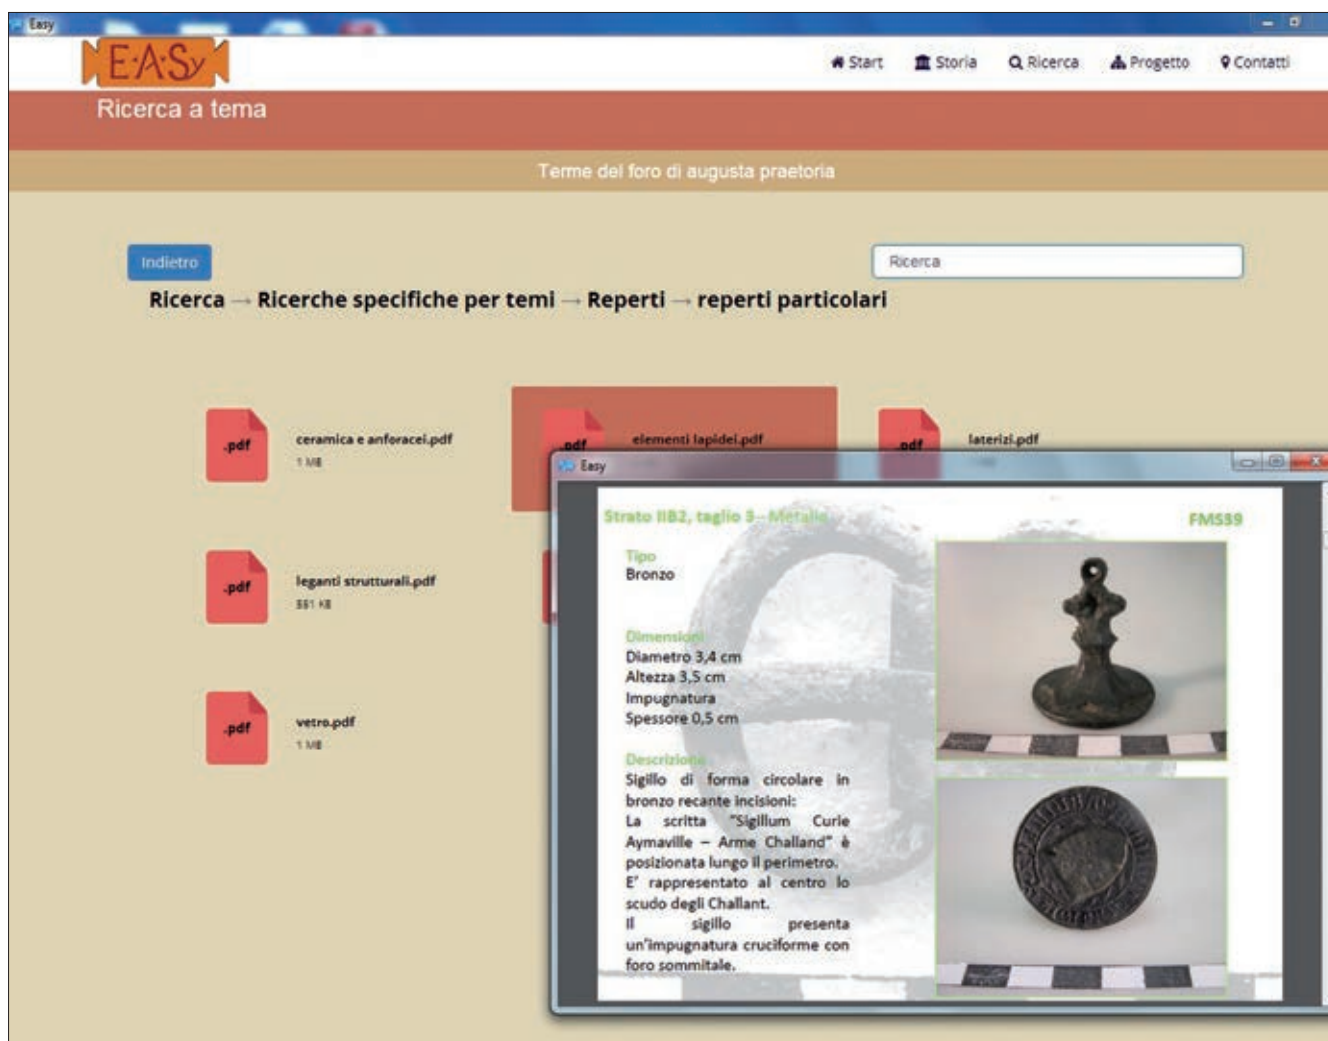 Easy
E·A·Sy
Start Storia Ricerca Progetto Contatti
Ricerca a tema
Terme del foro di augusta praetoria
Indietro
Ricerca
Ricerca → Ricerche specifiche per temi → Reperti → reperti particolari
.pdf ceramica e anforacei.pdf
1 MB
.pdf elementi lapidei.pdf
.pdf laterizi.pdf
.pdf leganti strutturali.pdf
551 KB
.pdf vetro.pdf
1 MB
Easy
Strato IIB2, taglio 3 - Metallo
FMS39
Tipo
Bronzo
Dimensioni
Diametro 3,4 cm
Altezza 3,5 cm
Impugnatura
Spessore 0,5 cm
Descrizione
Sigillo di forma circolare in
bronzo recante incisioni:
La scritta "Sigillum Curie
Aymaville – Arme Challand" è
posizionata lungo il perimetro.
E' rappresentato al centro lo
scudo degli Challant.
Il sigillo presenta
un'impugnatura cruciforme con
foro sommitale.